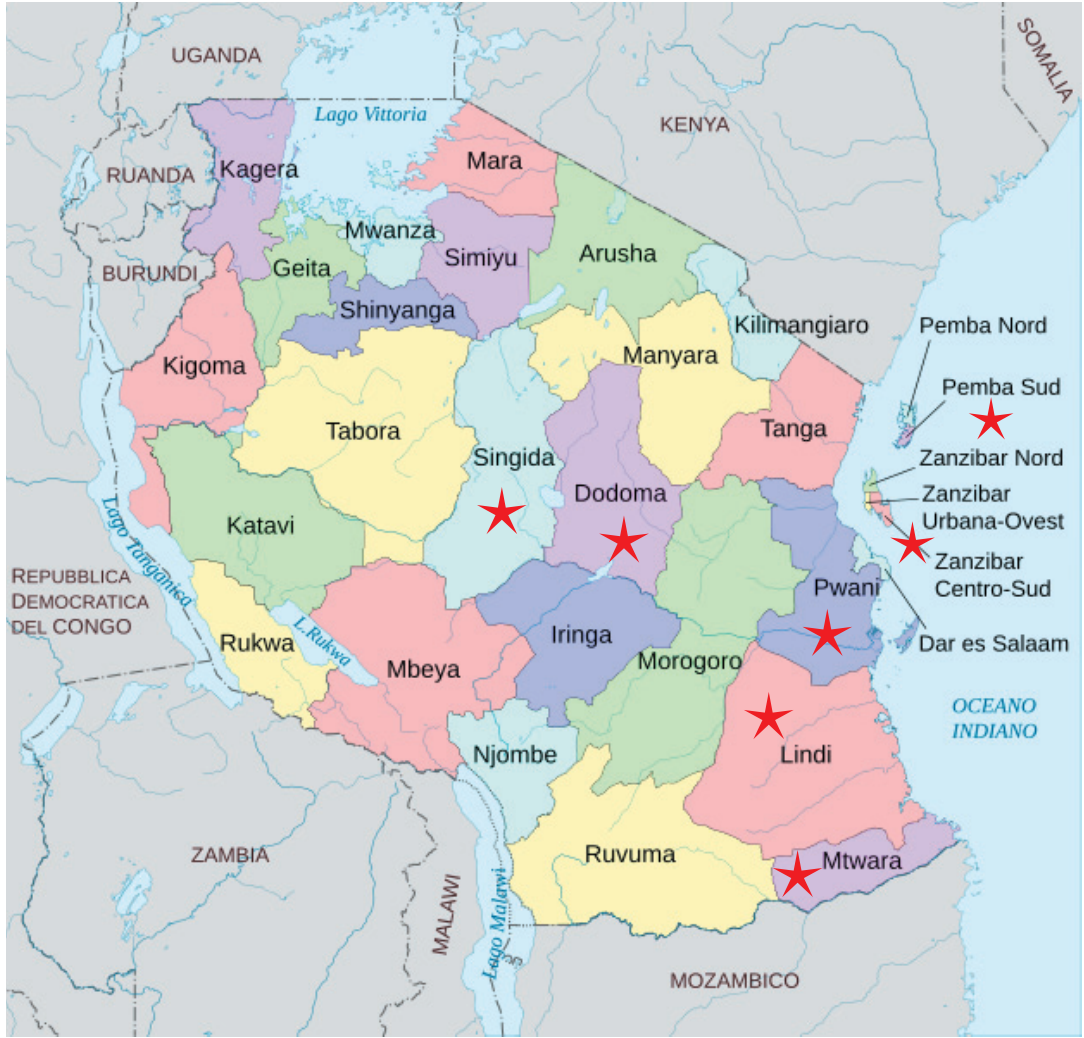 UGANDA
SOMALIA
Lago Vittoria
KENYA
Mara
Kagera
RUANDA
Mwanza
Simiyu
Arusha
BURUNDI
Geita
Shinyanga
Kilimangiaro
Pemba Nord
Manyara
Kigoma
Pemba Sud
Tabora
Tanga
Singida
Zanzibar Nord
Dodoma
Zanzibar
Urbana-Ovest
Katavi
Lago Tanganica
Zanzibar
Centro-Sud
REPUBBLICA
DEMOCRATICA
DEL CONGO
Pwani
L.Rukwa
Iringa
Rukwa
Dar es Salaam
Mbeya
Morogoro
OCEANO
INDIANO
Njombe
Lindi
ZAMBIA
Ruvuma
Mtwara
MALAWI
Lago Malawi
MOZAMBICO